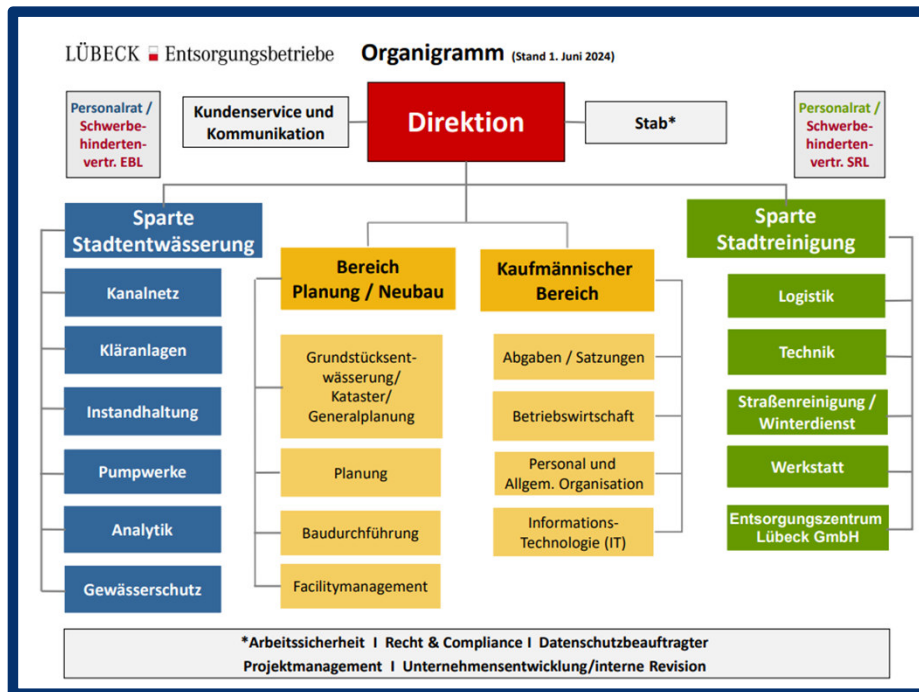 LÜBECK Entsorgungsbetriebe Organigramm (Stand 1. Juni 2024)
Personalrat /
Schwerbe-
hinderten-
vertr. EBL
Kundenservice und
Kommunikation
Direktion
Stab*
Personalrat /
Schwerbe-
hinderten-
vertr. SRL
Sparte
Stadtentwässerung
Kanalnetz
Kläranlagen
Instandhaltung
Pumpwerke
Analytik
Gewässerschutz
Bereich
Planung / Neubau
Grundstücksent-
wässerung/
Kataster/
Generalplanung
Planung
Baudurchführung
Facilitymanagement
Kaufmännischer
Bereich
Abgaben / Satzungen
Betriebswirtschaft
Personal und
Allgem. Organisation
Informations-
Technologie (IT)
Sparte
Stadtreinigung
Logistik
Technik
Straßenreinigung /
Winterdienst
Werkstatt
Entsorgungszentrum
Lübeck GmbH
*Arbeitssicherheit I Recht & Compliance I Datenschutzbeauftragter
Projektmanagement I Unternehmensentwicklung/interne Revision